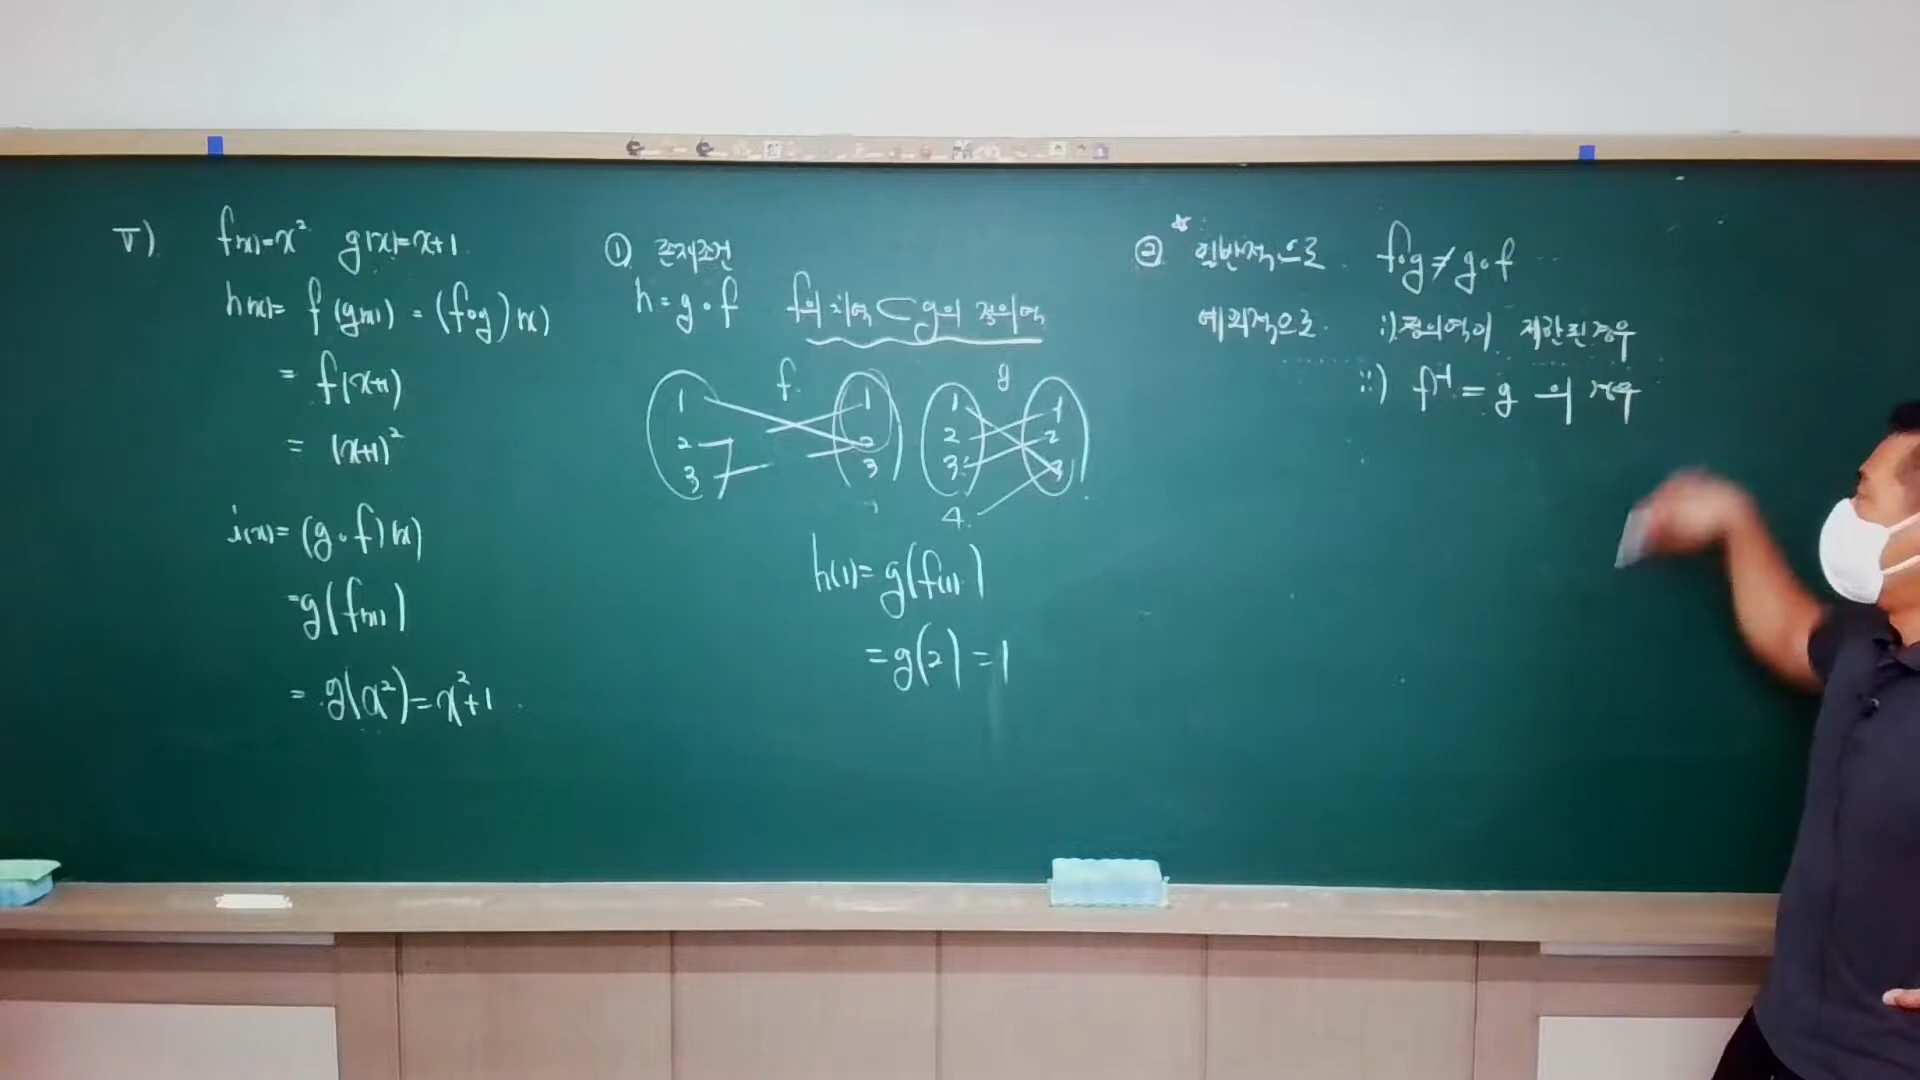 V) f(x)=x² g(x)=x+1
h(x)= f(g(x)) = (f∘g)(x)
= f(x+1)
= (x+1)²
i(x)= (g∘f)(x)
=g(f(x))
= g(x²)=x²+1
① 존재조건
h=g∘f f의 치역⊂g의 정의역
f g
1 1 1 1
2 2 2 2
3 3 3 3
4
h(1)= g(f(1))
=g(2)=1
② 일반적으로 f∘g≠g∘f
예외적으로 i)정의역이 제한된 경우
ii) f⁻¹=g 의 경우